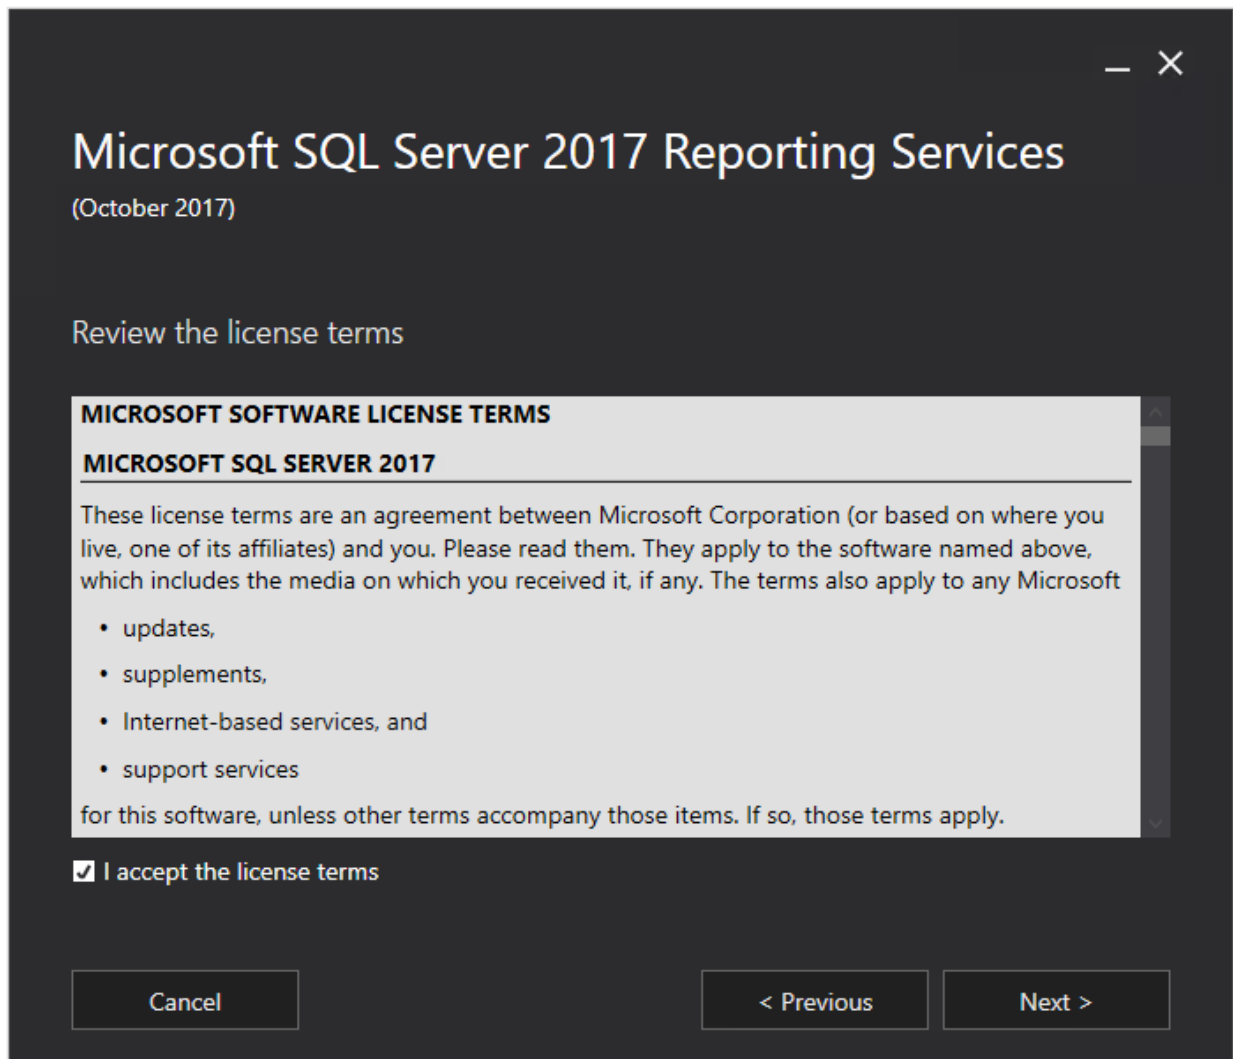 Microsoft SQL Server 2017 Reporting Services
(October 2017)
Review the license terms
MICROSOFT SOFTWARE LICENSE TERMS
MICROSOFT SQL SERVER 2017
These license terms are an agreement between Microsoft Corporation (or based on where you
live, one of its affiliates) and you. Please read them. They apply to the software named above,
which includes the media on which you received it, if any. The terms also apply to any Microsoft
• updates,
• supplements,
• Internet-based services, and
• support services
for this software, unless other terms accompany those items. If so, those terms apply.
I accept the license terms
Cancel
< Previous
Next >